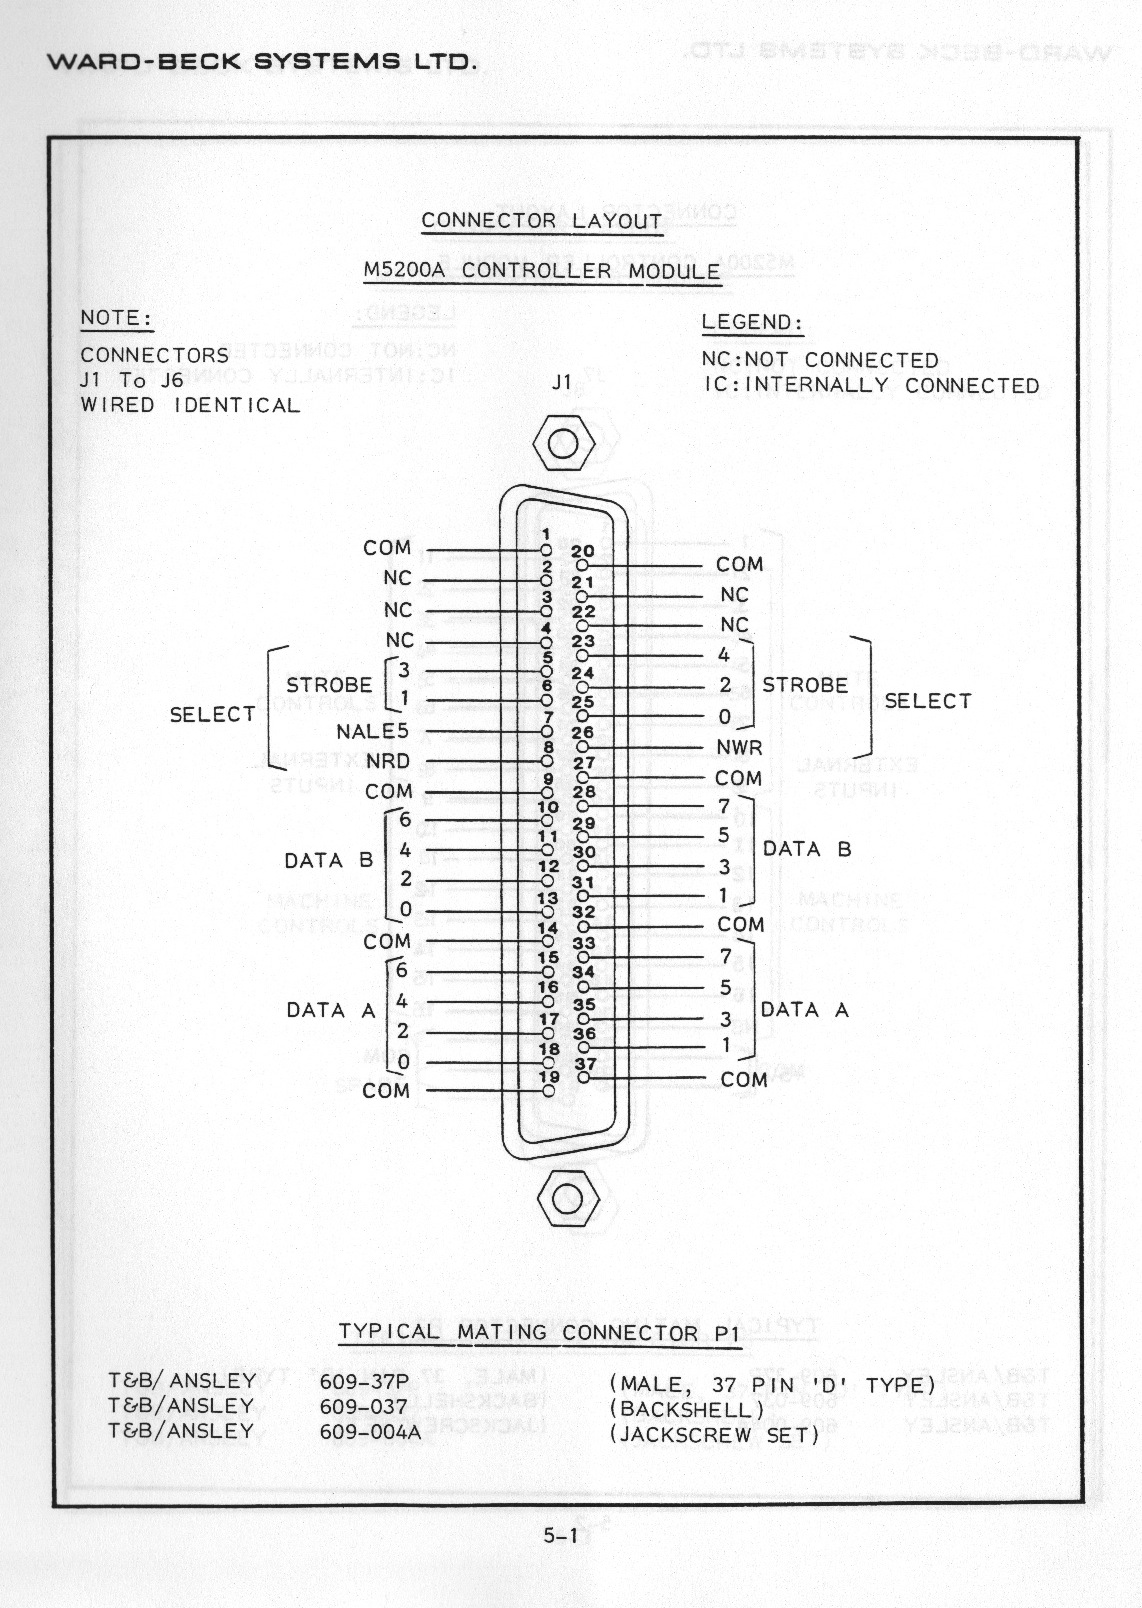 WARD-BECK SYSTEMS LTD.
CONNECTOR LAYOUT
M5200A CONTROLLER MODULE
NOTE:
CONNECTORS
J1 To J6
WIRED IDENTICAL
LEGEND:
NC:NOT CONNECTED
IC:INTERNALLY CONNECTED
J1
COM 1
20 COM
NC 2
21 NC
NC 3
22 NC
NC 4
23 4
3 5
24 2
STROBE
STROBE
1 6
25 0
SELECT
SELECT
NALE5 7
26 NWR
NRD 8
27 COM
COM 9
28 7
6 10
29 5
DATA B
DATA B
4 11
30 3
2 12
31 1
0 13
32 COM
COM 14
33 7
6 15
34 5
DATA A
DATA A
4 16
35 3
2 17
36 1
0 18
37 COM
COM 19
TYPICAL MATING CONNECTOR P1
T&B/ANSLEY 609-37P (MALE, 37 PIN 'D' TYPE)
T&B/ANSLEY 609-037 (BACKSHELL)
T&B/ANSLEY 609-004A (JACKSCREW SET)
5-1